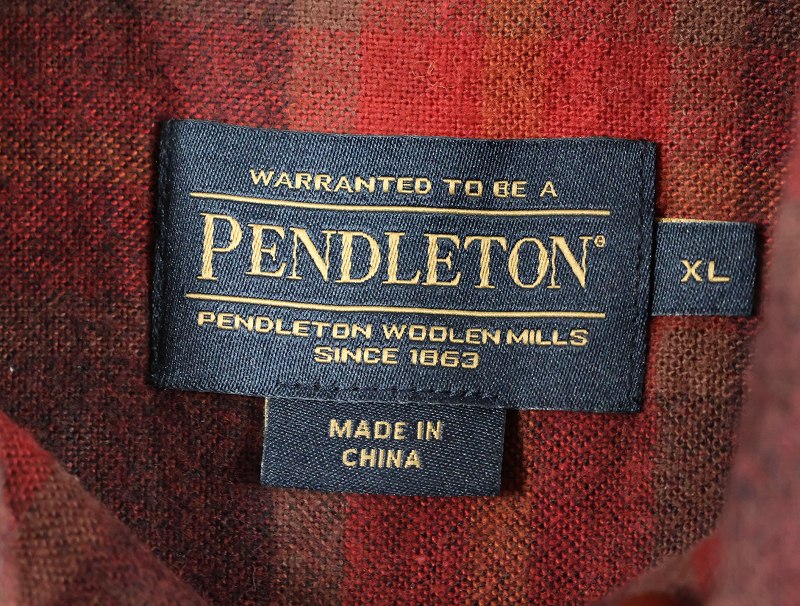 WARRANTED TO BE A
PENDLETON®
XL
PENDLETON WOOLEN MILLS
SINCE 1863
MADE IN
CHINA